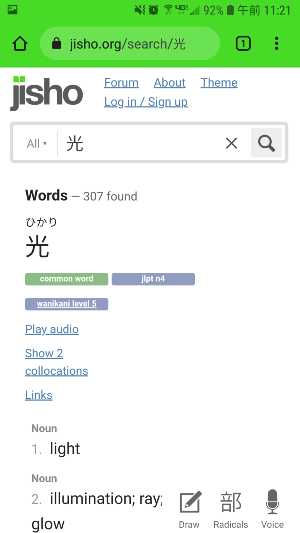 92% 午前 11:21
jisho.org/search/光
1
jisho
Forum About Theme
Log in / Sign up
All 光
Words — 307 found
ひかり
光
common word jlpt n4
wanikani level 5
Play audio
Show 2
collocations
Links
Noun
1. light
Noun
2. illumination; ray;
glow
部
Draw Radicals Voice